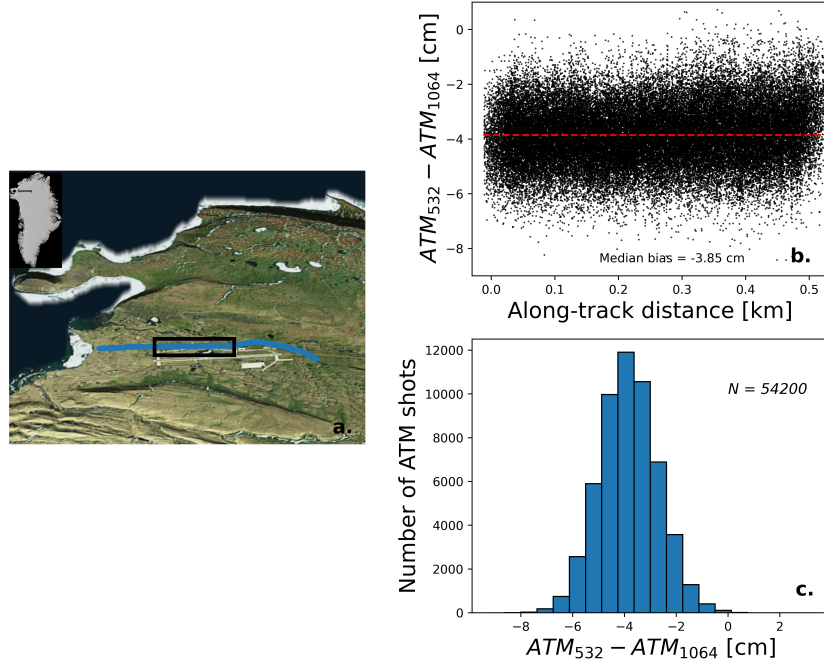 a.
ATM532 − ATM1064 [cm]
0
−2
−4
−6
−8
Median bias = -3.85 cm
b.
0.0 0.1 0.2 0.3 0.4 0.5
Along-track distance [km]
Number of ATM shots
12000
10000
8000
6000
4000
2000
0
N = 54200
c.
−8 −6 −4 −2 0 2
ATM532 − ATM1064 [cm]